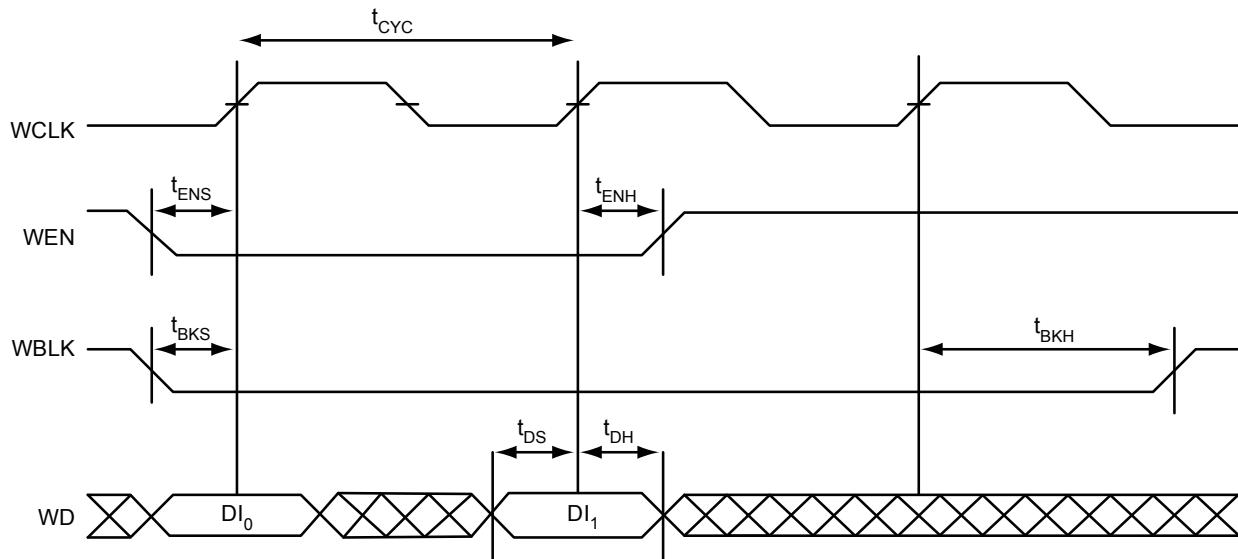 tCYC
WCLK
tENS
tENH
WEN
tBKS
tBKH
WBLK
tDS
tDH
WD
DI0
DI1